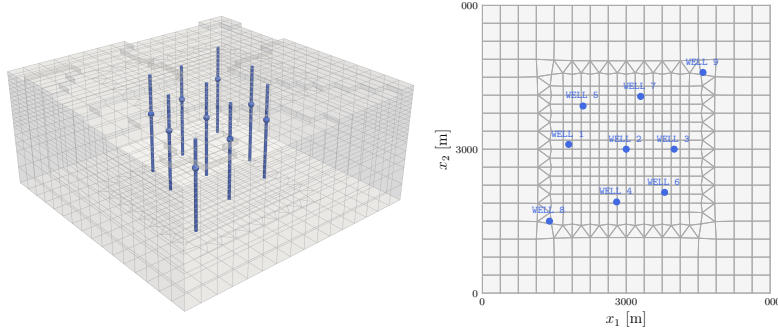 000
WELL 9
WELL 7
WELL 5
WELL 1
WELL 2
WELL 3
x₂ [m]
3000
WELL 6
WELL 4
WELL 8
0
0
3000
000
x₁ [m]